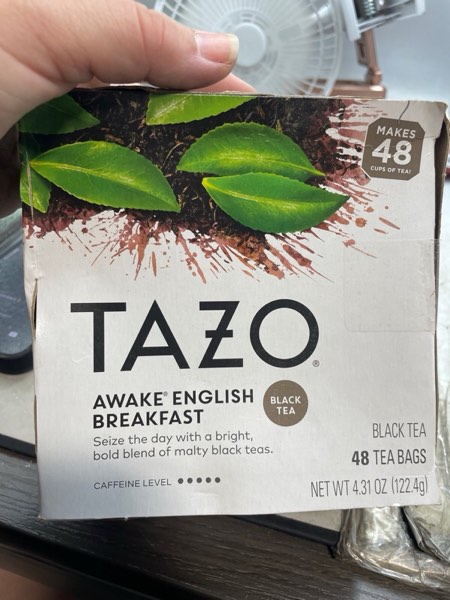 MAKES
48
CUPS OF TEA!
TAZO®
AWAKE® ENGLISH
BREAKFAST
BLACK
TEA
Seize the day with a bright,
bold blend of malty black teas.
CAFFEINE LEVEL •••••
BLACK TEA
48 TEA BAGS
NET WT 4.31 OZ (122.4g)